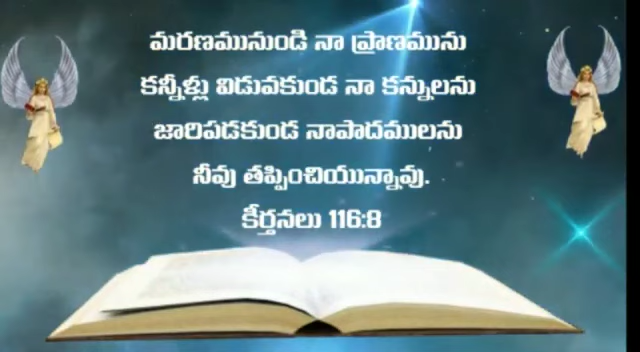 మరణమునుండి నా ప్రాణమును
కన్నీళ్లు విడువకుండ నా కన్నులను
జారిపడకుండ నాపాదములను
నీవు తప్పించియున్నావు.
కీర్తనలు 116:8